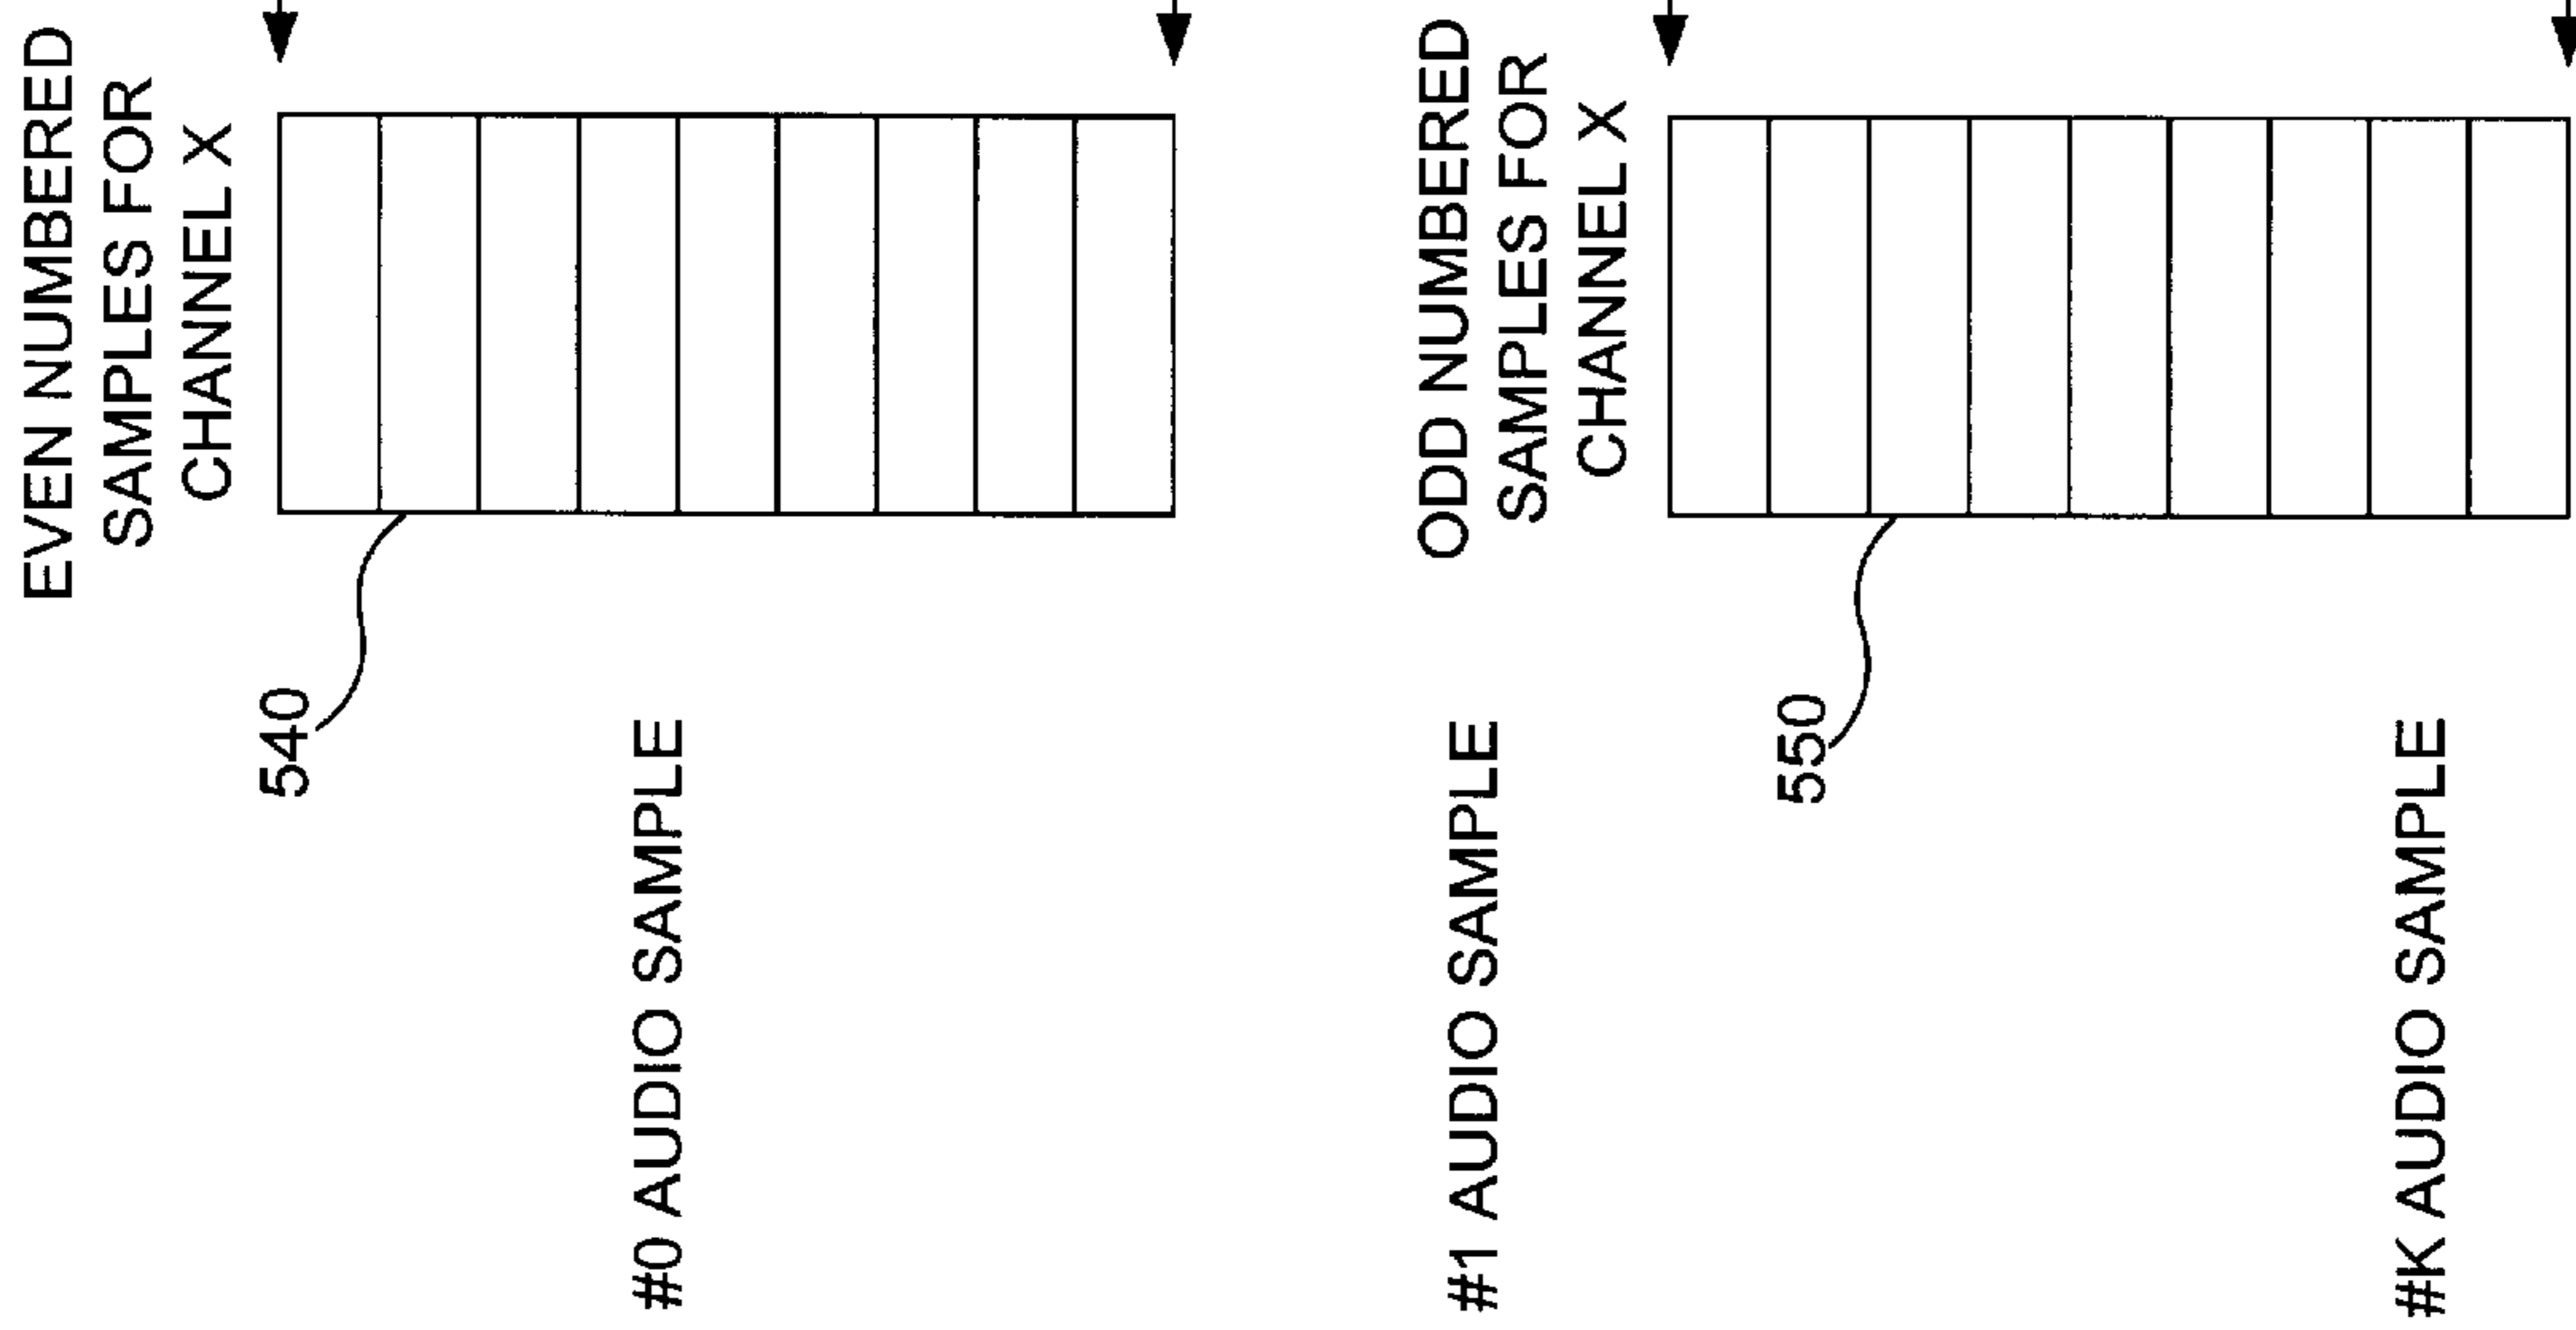 EVEN NUMBERED
SAMPLES FOR
CHANNEL X
540
#0 AUDIO SAMPLE
#1 AUDIO SAMPLE
ODD NUMBERED
SAMPLES FOR
CHANNEL X
550
#K AUDIO SAMPLE